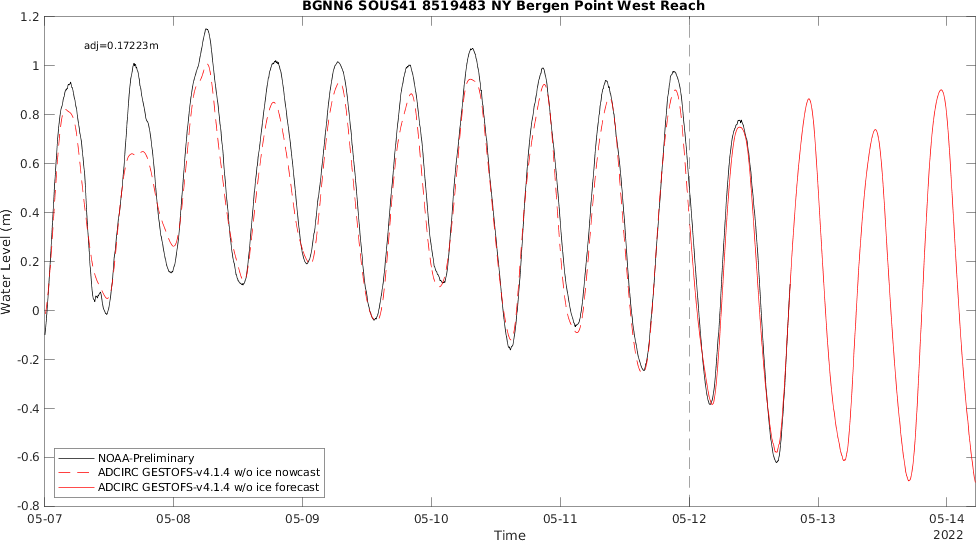 BGNN6 SOUS41 8519483 NY Bergen Point West Reach
adj=0.17223m
Water Level (m)
1.2
1
0.8
0.6
0.4
0.2
0
-0.2
-0.4
-0.6
-0.8
NOAA-Preliminary
ADCIRC GESTOFS-v4.1.4 w/o ice nowcast
ADCIRC GESTOFS-v4.1.4 w/o ice forecast
05-07 05-08 05-09 05-10 05-11 05-12 05-13 05-14
Time
2022